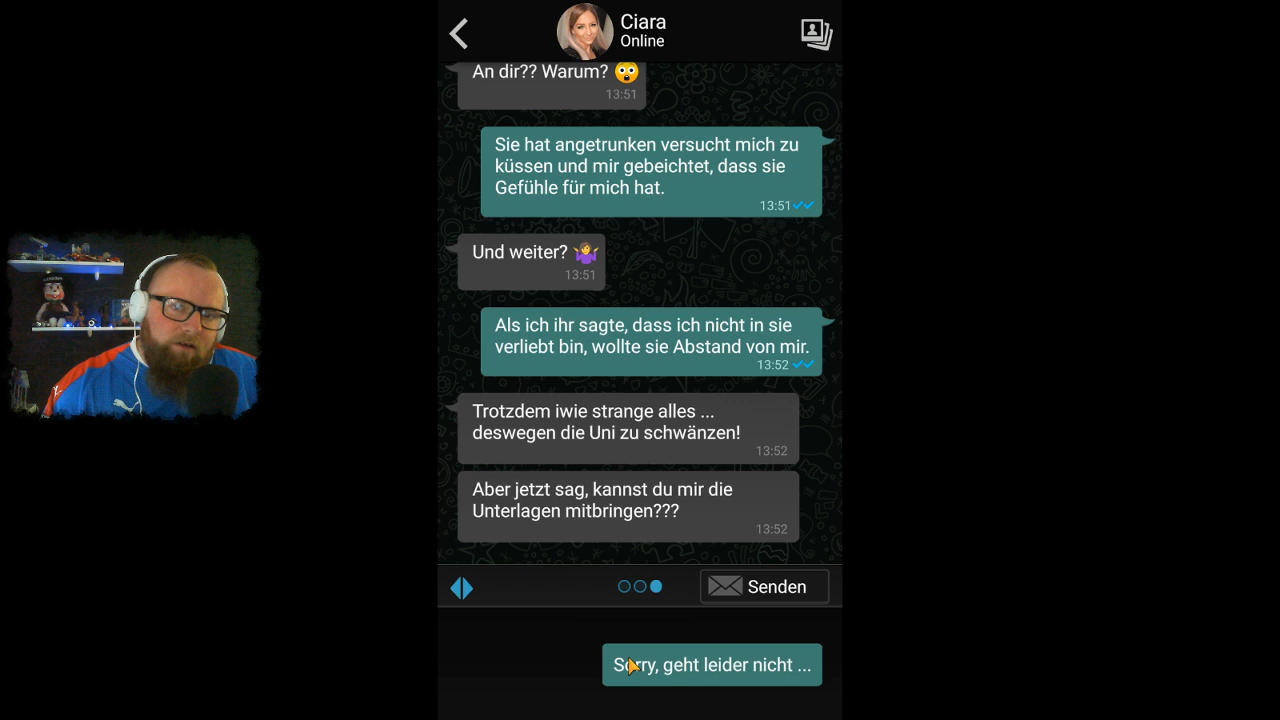 Ciara
Online
An dir?? Warum? 😲
13:51
Sie hat angetrunken versucht mich zu
küssen und mir gebeichtet, dass sie
Gefühle für mich hat.
13:51
Und weiter? 🤷‍♀️
13:51
Als ich ihr sagte, dass ich nicht in sie
verliebt bin, wollte sie Abstand von mir.
13:52
Trotzdem iwie strange alles ...
deswegen die Uni zu schwänzen!
13:52
Aber jetzt sag, kannst du mir die
Unterlagen mitbringen???
13:52
Senden
Sorry, geht leider nicht ...